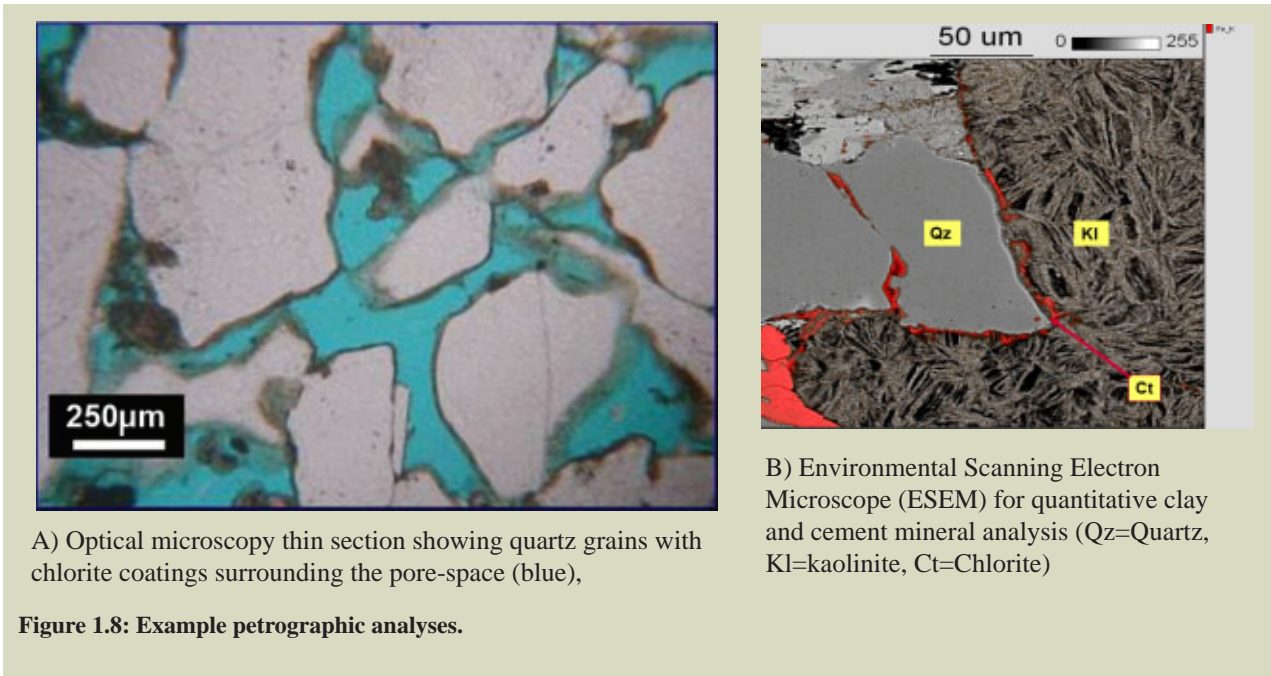 250µm
A) Optical microscopy thin section showing quartz grains with
chlorite coatings surrounding the pore-space (blue),
50 um 0 255
Fe_K
Qz
Kl
Ct
B) Environmental Scanning Electron
Microscope (ESEM) for quantitative clay
and cement mineral analysis (Qz=Quartz,
Kl=kaolinite, Ct=Chlorite)
Figure 1.8: Example petrographic analyses.